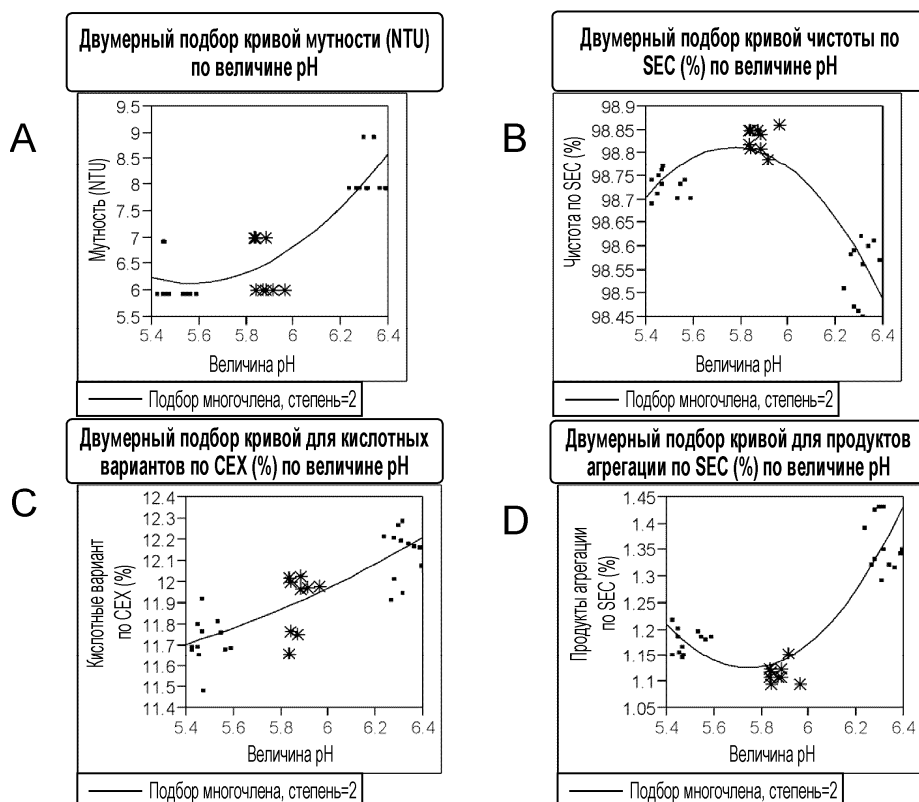 A
Двумерный подбор кривой мутности (NTU)
по величине pH
Мутность (NTU)
9.5
9
8.5
8
7.5
7
6.5
6
5.5
5.4
5.6
5.8
6
6.2
6.4
Величина pH
Подбор многочлена, степень=2
B
Двумерный подбор кривой чистоты по
SEC (%) по величине pH
Чистота по SEC (%)
98.9
98.85
98.8
98.75
98.7
98.65
98.6
98.55
98.5
98.45
5.4
5.6
5.8
6
6.2
6.4
Величина pH
Подбор многочлена, степень=2
C
Двумерный подбор кривой для кислотных
вариантов по CEX (%) по величине pH
Кислотные вариант
по CEX (%)
12.4
12.3
12.2
12.1
12
11.9
11.8
11.7
11.6
11.5
11.4
5.4
5.6
5.8
6
6.2
6.4
Величина pH
Подбор многочлена, степень=2
D
Двумерный подбор кривой для продуктов
агрегации по SEC (%) по величине pH
Продукты агрегации
по SEC (%)
1.45
1.4
1.35
1.3
1.25
1.2
1.15
1.1
1.05
5.4
5.6
5.8
6
6.2
6.4
Величина pH
Подбор многочлена, степень=2